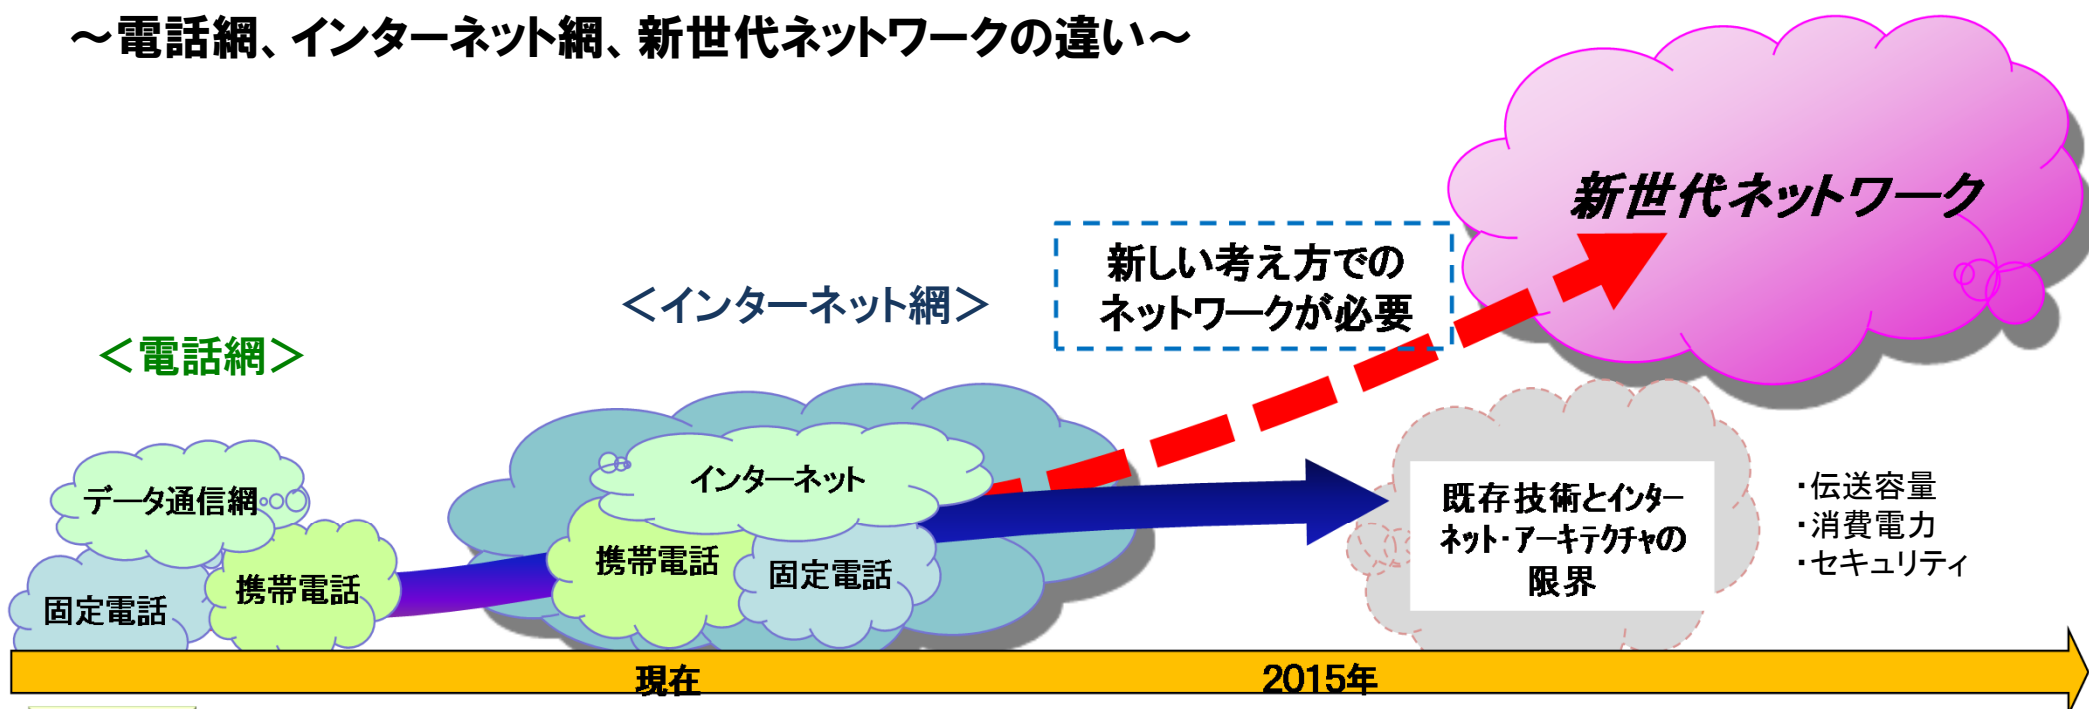 ～電話網、インターネット網、新世代ネットワークの違い～
新世代ネットワーク
新しい考え方での
ネットワークが必要
＜インターネット網＞
＜電話網＞
データ通信網
固定電話
携帯電話
インターネット
携帯電話
固定電話
既存技術とインター
ネット・アーキテクチャの
限界
・伝送容量
・消費電力
・セキュリティ
現在
2015年